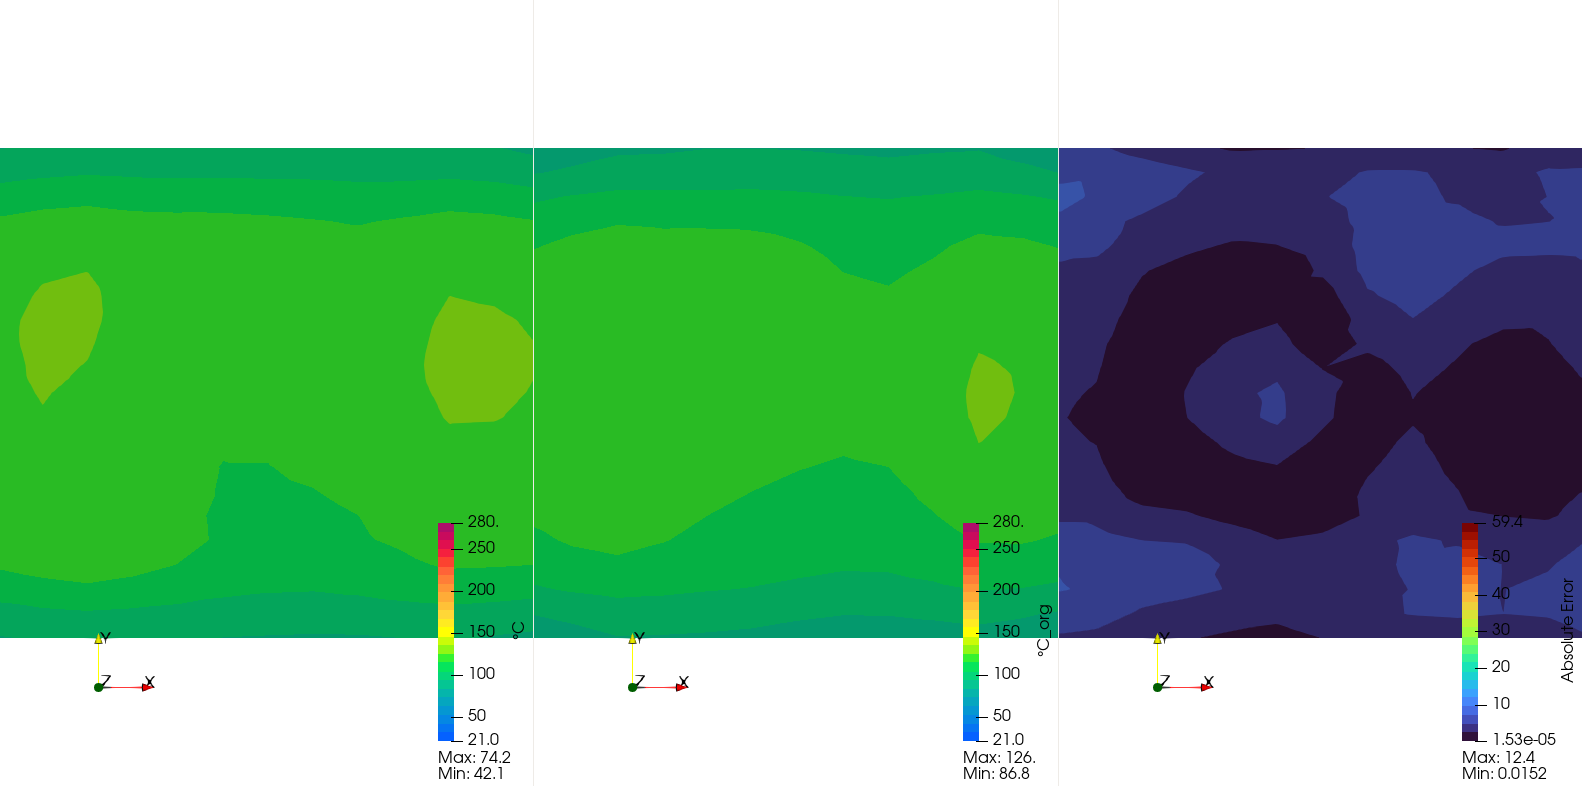 280.
250
200
150
100
50
21.0
°C
Max: 74.2
Min: 42.1
Y
Z
X
280.
250
200
150
100
50
21.0
°C_org
Max: 126.
Min: 86.8
Y
Z
X
59.4
50
40
30
20
10
1.53e-05
Absolute Error
Max: 12.4
Min: 0.0152
Y
Z
X